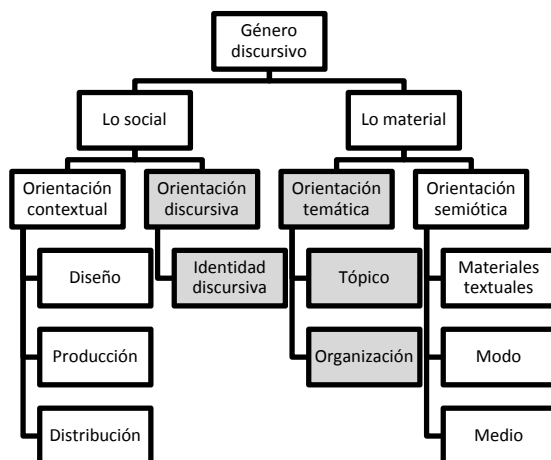 Género
discursivo
Lo social
Lo material
Orientación
contextual
Orientación
discursiva
Orientación
temática
Orientación
semiótica
Diseño
Identidad
discursiva
Tópico
Materiales
textuales
Producción
Organización
Modo
Distribución
Medio